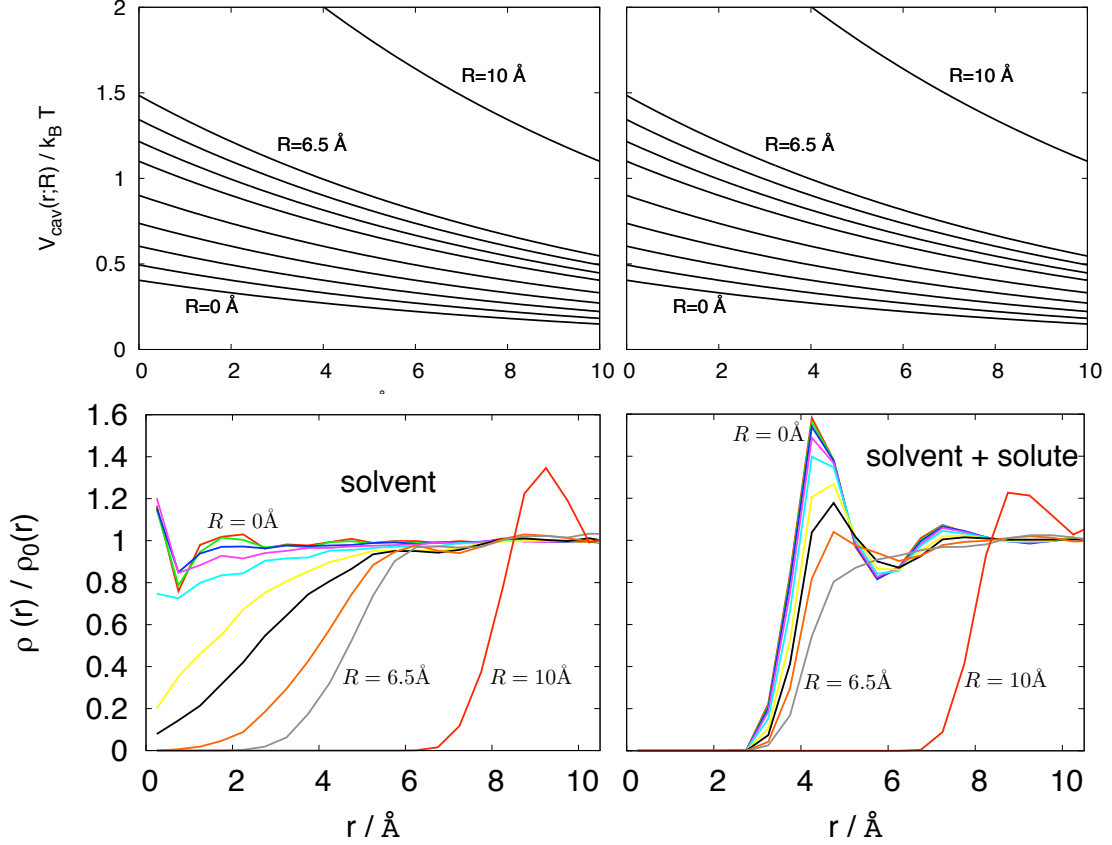 V_cav(r;R) / k_B T
2
1.5
1
0.5
0
R=10 Å
R=6.5 Å
R=0 Å
0 2 4 6 8 10
R=10 Å
R=6.5 Å
R=0 Å
0 2 4 6 8 10
Å
ρ (r) / ρ_0(r)
1.6
1.4
1.2
1
0.8
0.6
0.4
0.2
0
solvent
R = 0Å
R = 6.5Å
R = 10Å
0 2 4 6 8 10
r / Å
R = 0Å
solvent + solute
R = 6.5Å
R = 10Å
0 2 4 6 8 10
r / Å